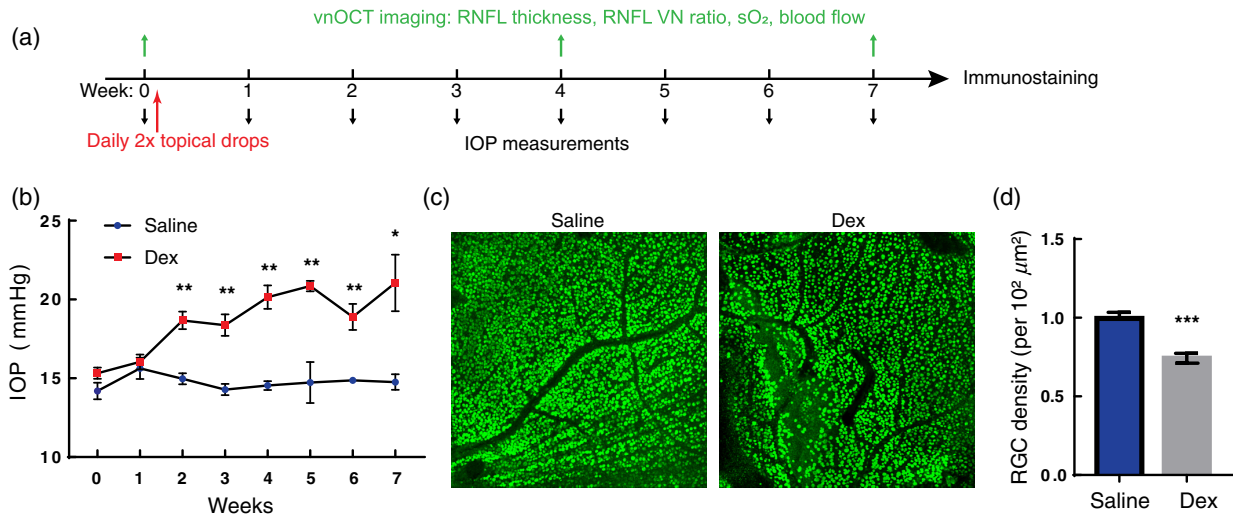 vnOCT imaging: RNFL thickness, RNFL VN ratio, sO₂, blood flow
(a)
Immunostaining
Week: 0 1 2 3 4 5 6 7
Daily 2x topical drops
IOP measurements
(b)
Saline
Dex
IOP (mmHg)
25
20
15
10
** ** ** ** ** *
0 1 2 3 4 5 6 7
Weeks
(c)
Saline Dex
(d)
RGC density (per 10² µm²)
1.5
1.0
0.5
0.0
***
Saline Dex